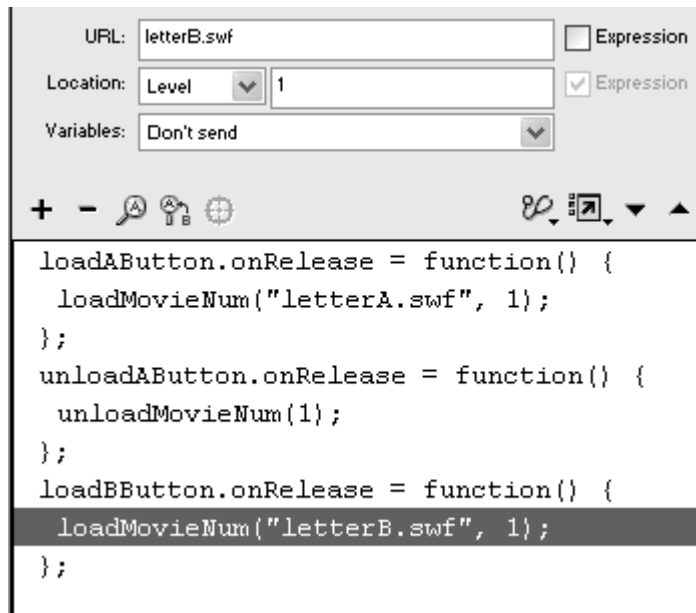 URL: letterB.swf Expression
Location: Level 1 Expression
Variables: Don't send
loadAButton.onRelease = function() {
loadMovieNum("letterA.swf", 1);
};
unloadAButton.onRelease = function() {
unloadMovieNum(1);
};
loadBButton.onRelease = function() {
loadMovieNum("letterB.swf", 1);
};